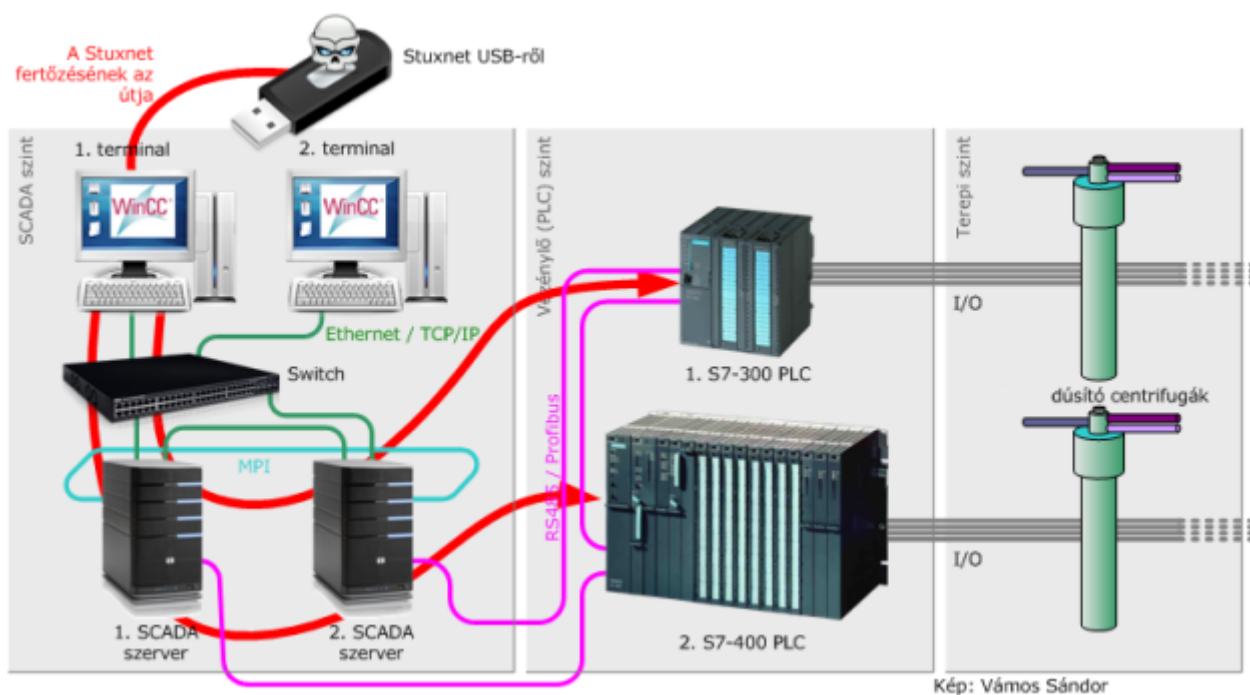 A Stuxnet
fertőzésének az
útja
Stuxnet USB-ről
SCADA szint
1. terminal
2. terminal
WinCC
WinCC
Ethernet / TCP/IP
Switch
MPI
1. SCADA
szerver
2. SCADA
szerver
Vezénylő (PLC) szint
RS485 / Profibus
1. S7-300 PLC
2. S7-400 PLC
Terepi szint
I/O
dúsító centrifugák
I/O
Kép: Vámos Sándor